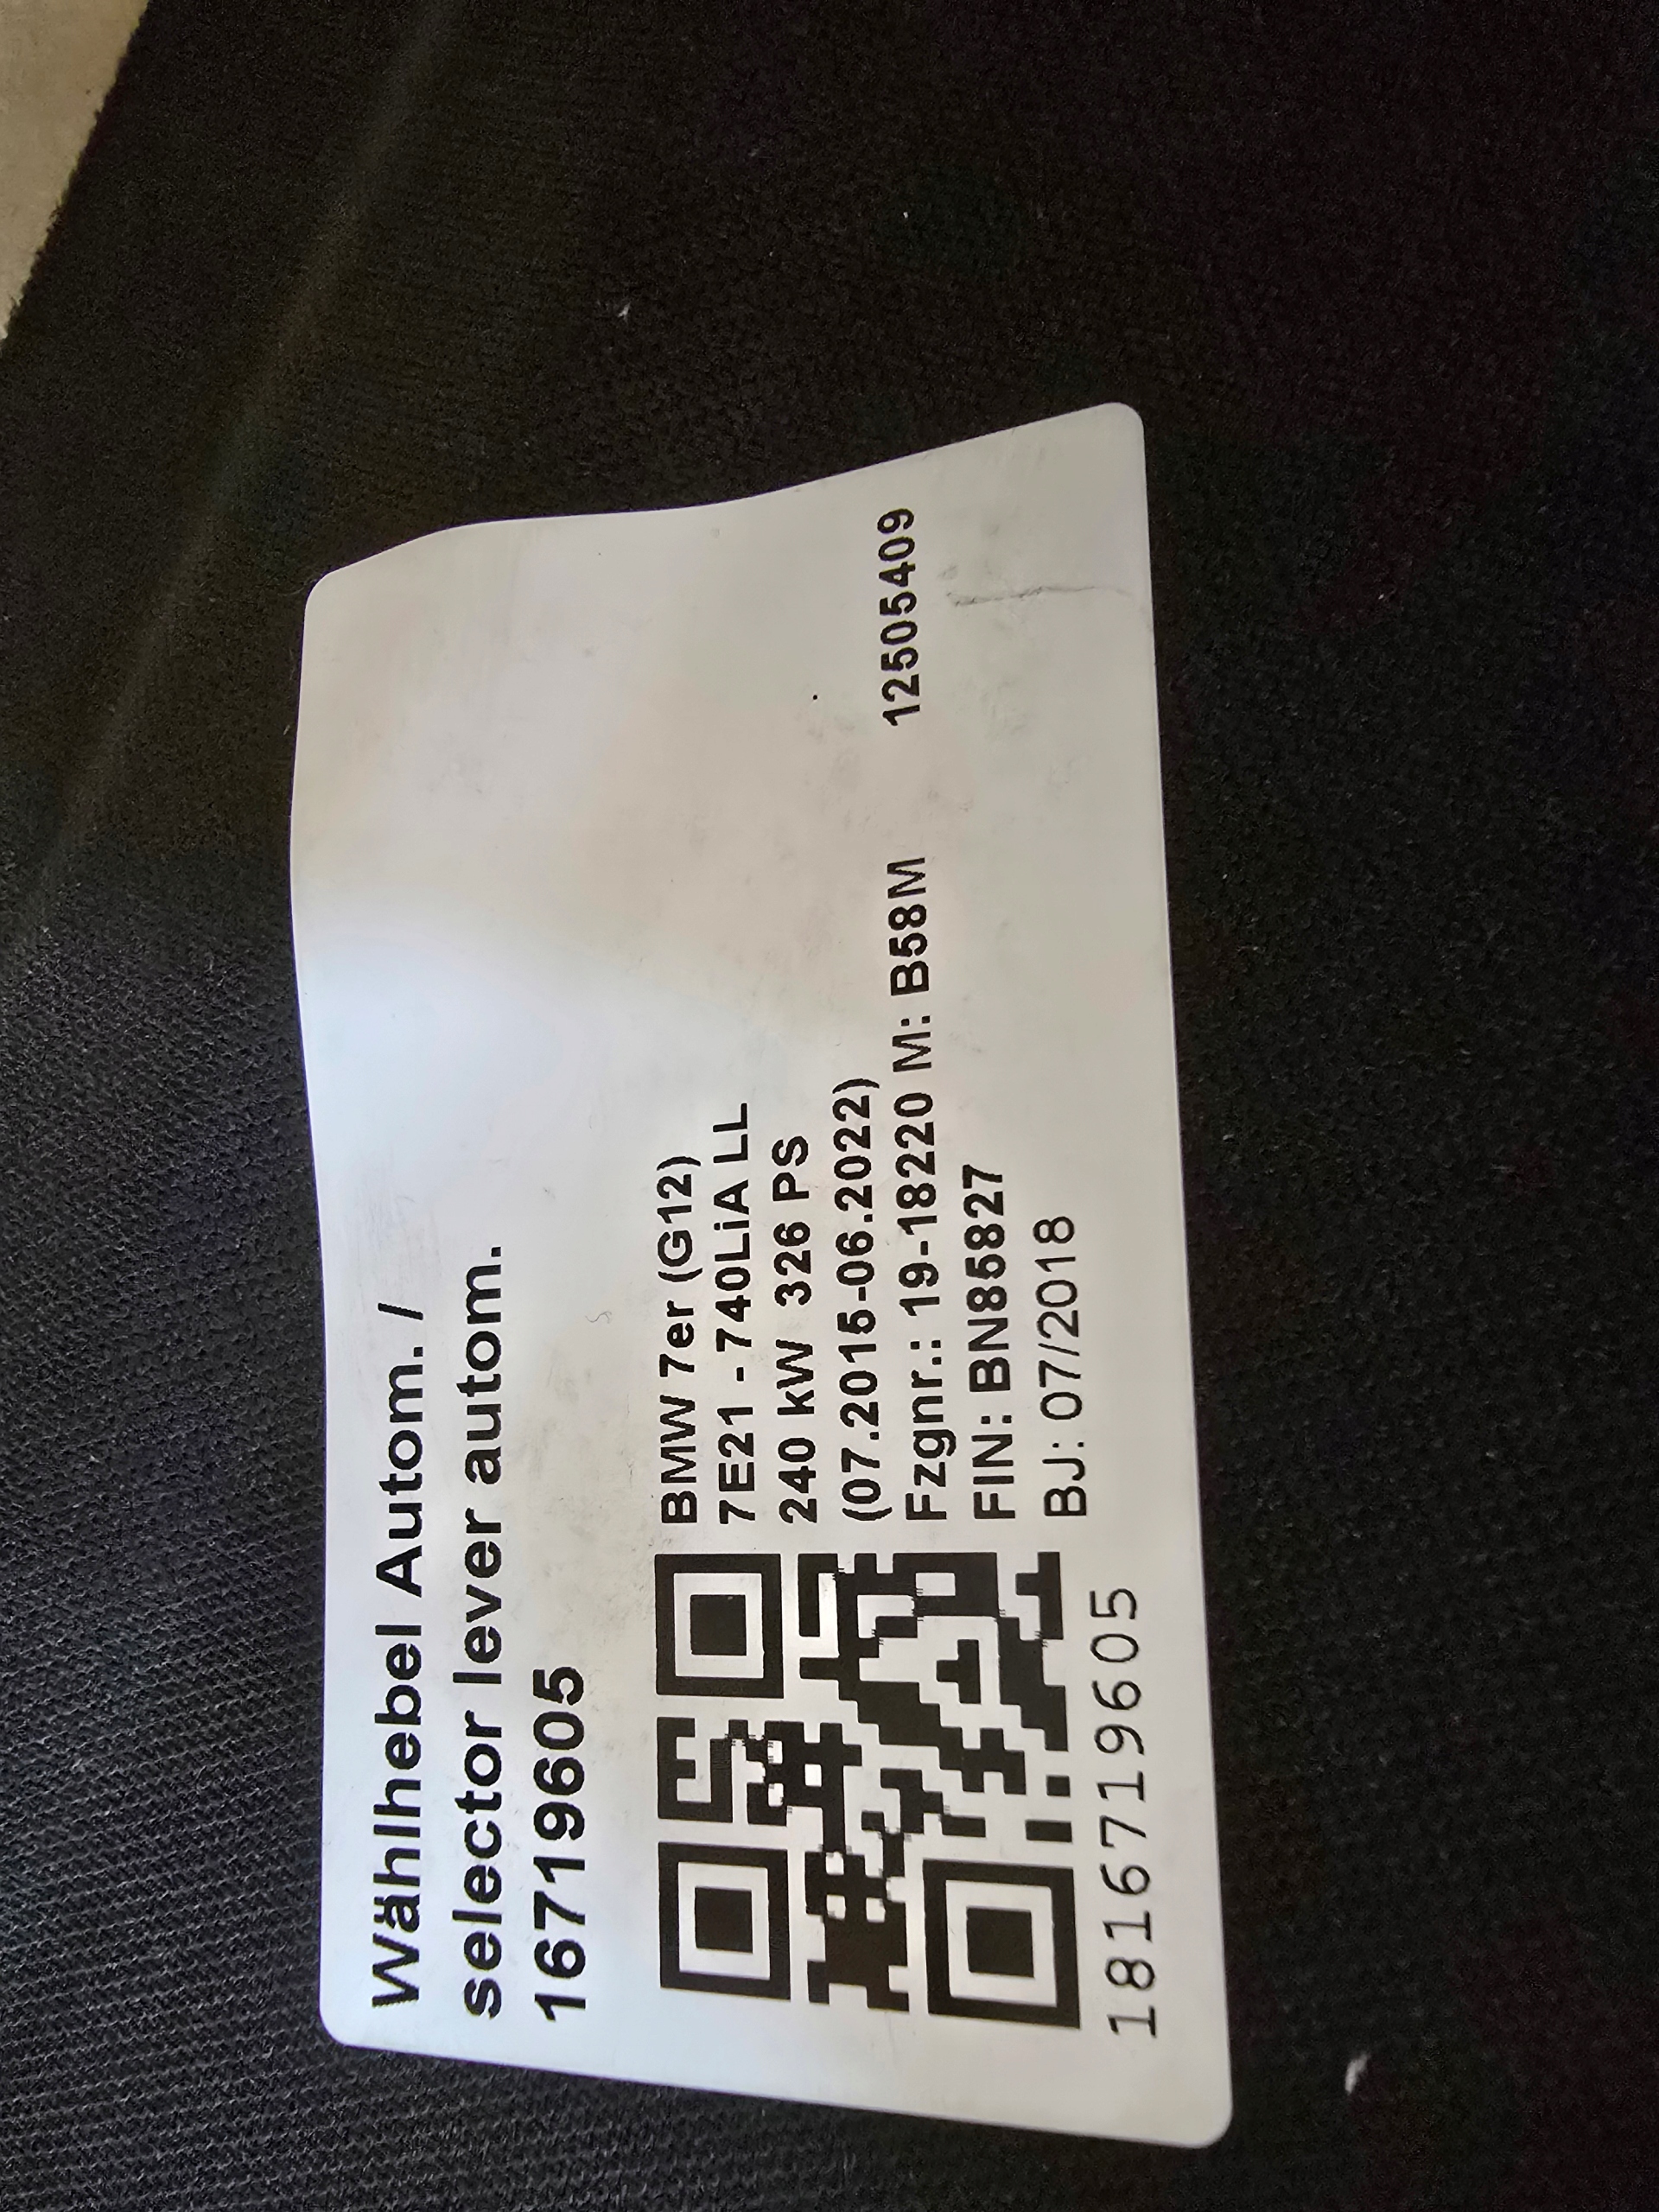 Wählhebel Autom. /
selector lever autom.
16719605
BMW 7er (G12)
7E21 - 740LiA LL
240 kW 326 PS
(07.2015-06.2022)
Fzgnr.: 19-18220 M: B58M 12505409
FIN: BN85827
BJ: 07/2018
1816719605